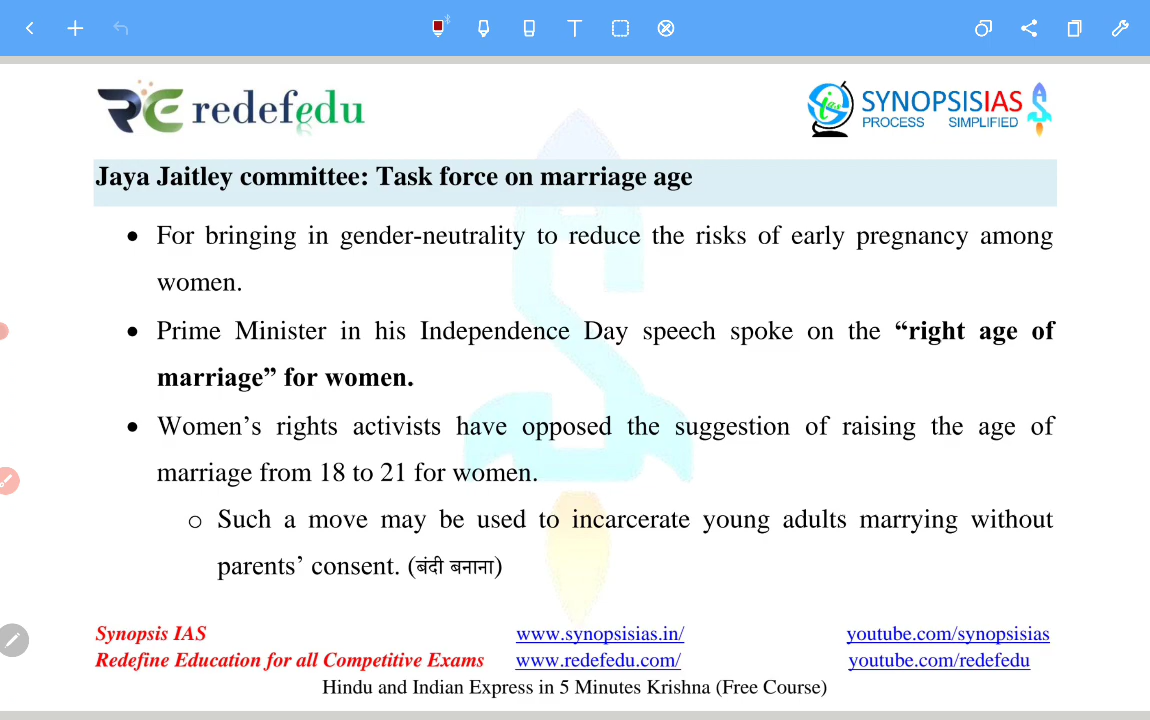 redefedu
SYNOPSISIAS
PROCESS SIMPLIFIED
Jaya Jaitley committee: Task force on marriage age
• For bringing in gender-neutrality to reduce the risks of early pregnancy among
women.
• Prime Minister in his Independence Day speech spoke on the “right age of
marriage” for women.
• Women’s rights activists have opposed the suggestion of raising the age of
marriage from 18 to 21 for women.
o Such a move may be used to incarcerate young adults marrying without
parents’ consent. (बंदी बनाना)
Synopsis IAS www.synopsisias.in/ youtube.com/synopsisias
Redefine Education for all Competitive Exams www.redefedu.com/ youtube.com/redefedu
Hindu and Indian Express in 5 Minutes Krishna (Free Course)